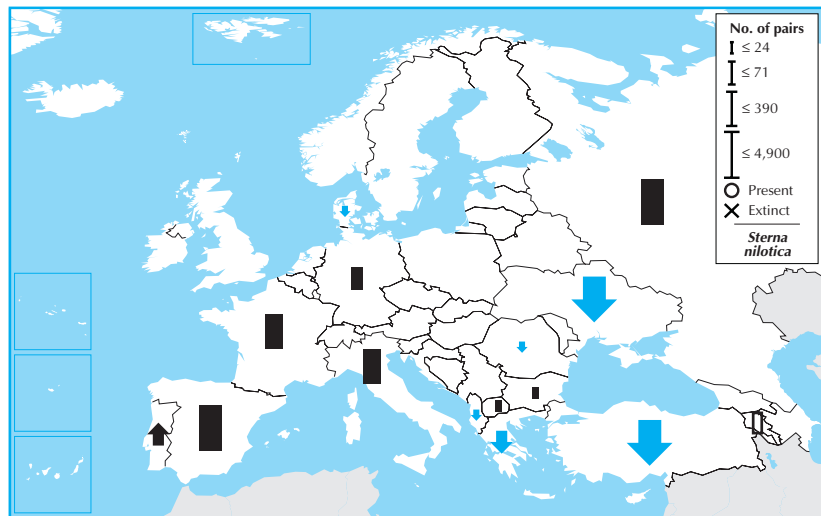 No. of pairs
≤ 24
≤ 71
≤ 390
≤ 4,900
Present
Extinct
Sterna
nilotica